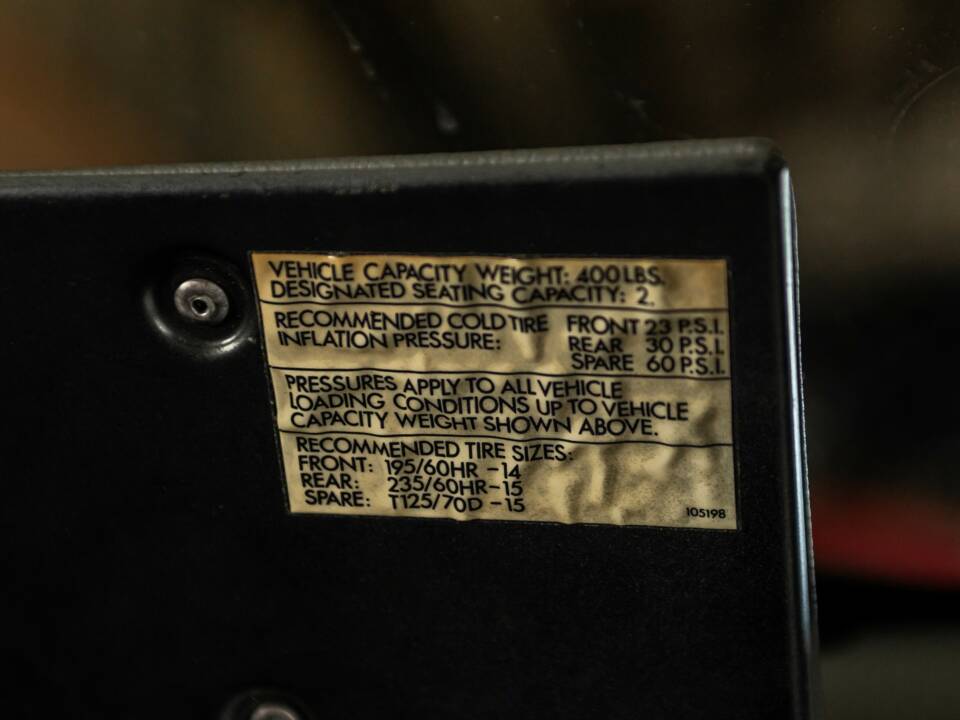 VEHICLE CAPACITY WEIGHT: 400 LBS.
DESIGNATED SEATING CAPACITY: 2.
RECOMMENDED COLD TIRE FRONT 23 P.S.I.
INFLATION PRESSURE: REAR 30 P.S.I.
SPARE 60 P.S.I.
PRESSURES APPLY TO ALL VEHICLE
LOADING CONDITIONS UP TO VEHICLE
CAPACITY WEIGHT SHOWN ABOVE.
RECOMMENDED TIRE SIZES:
FRONT: 195/60HR -14
REAR: 235/60HR-15
SPARE: T125/70D -15
105198